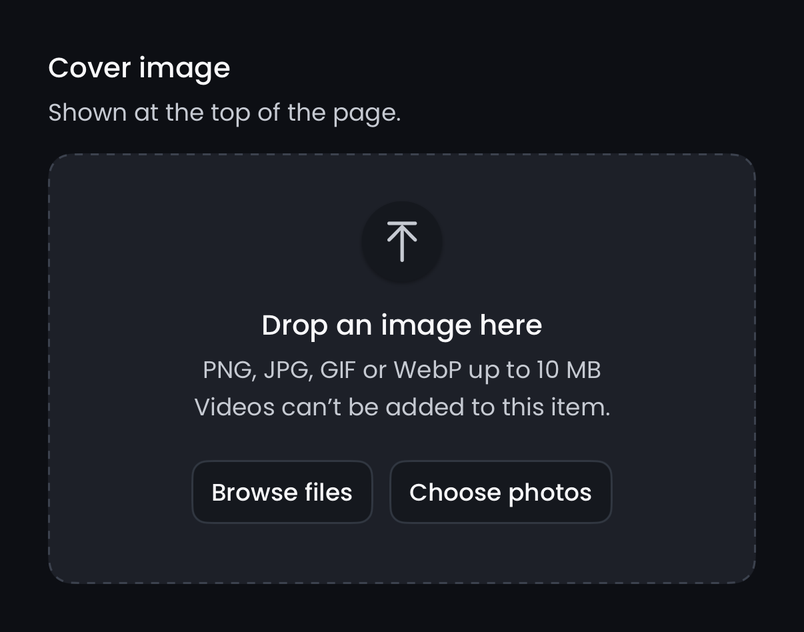 Cover image
Shown at the top of the page.
Drop an image here
PNG, JPG, GIF or WebP up to 10 MB
Videos can’t be added to this item.
Browse files
Choose photos